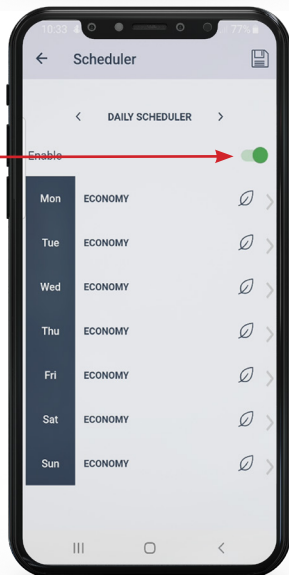 10:33 77%
Scheduler
DAILY SCHEDULER
Enable
Mon ECONOMY
Tue ECONOMY
Wed ECONOMY
Thu ECONOMY
Fri ECONOMY
Sat ECONOMY
Sun ECONOMY